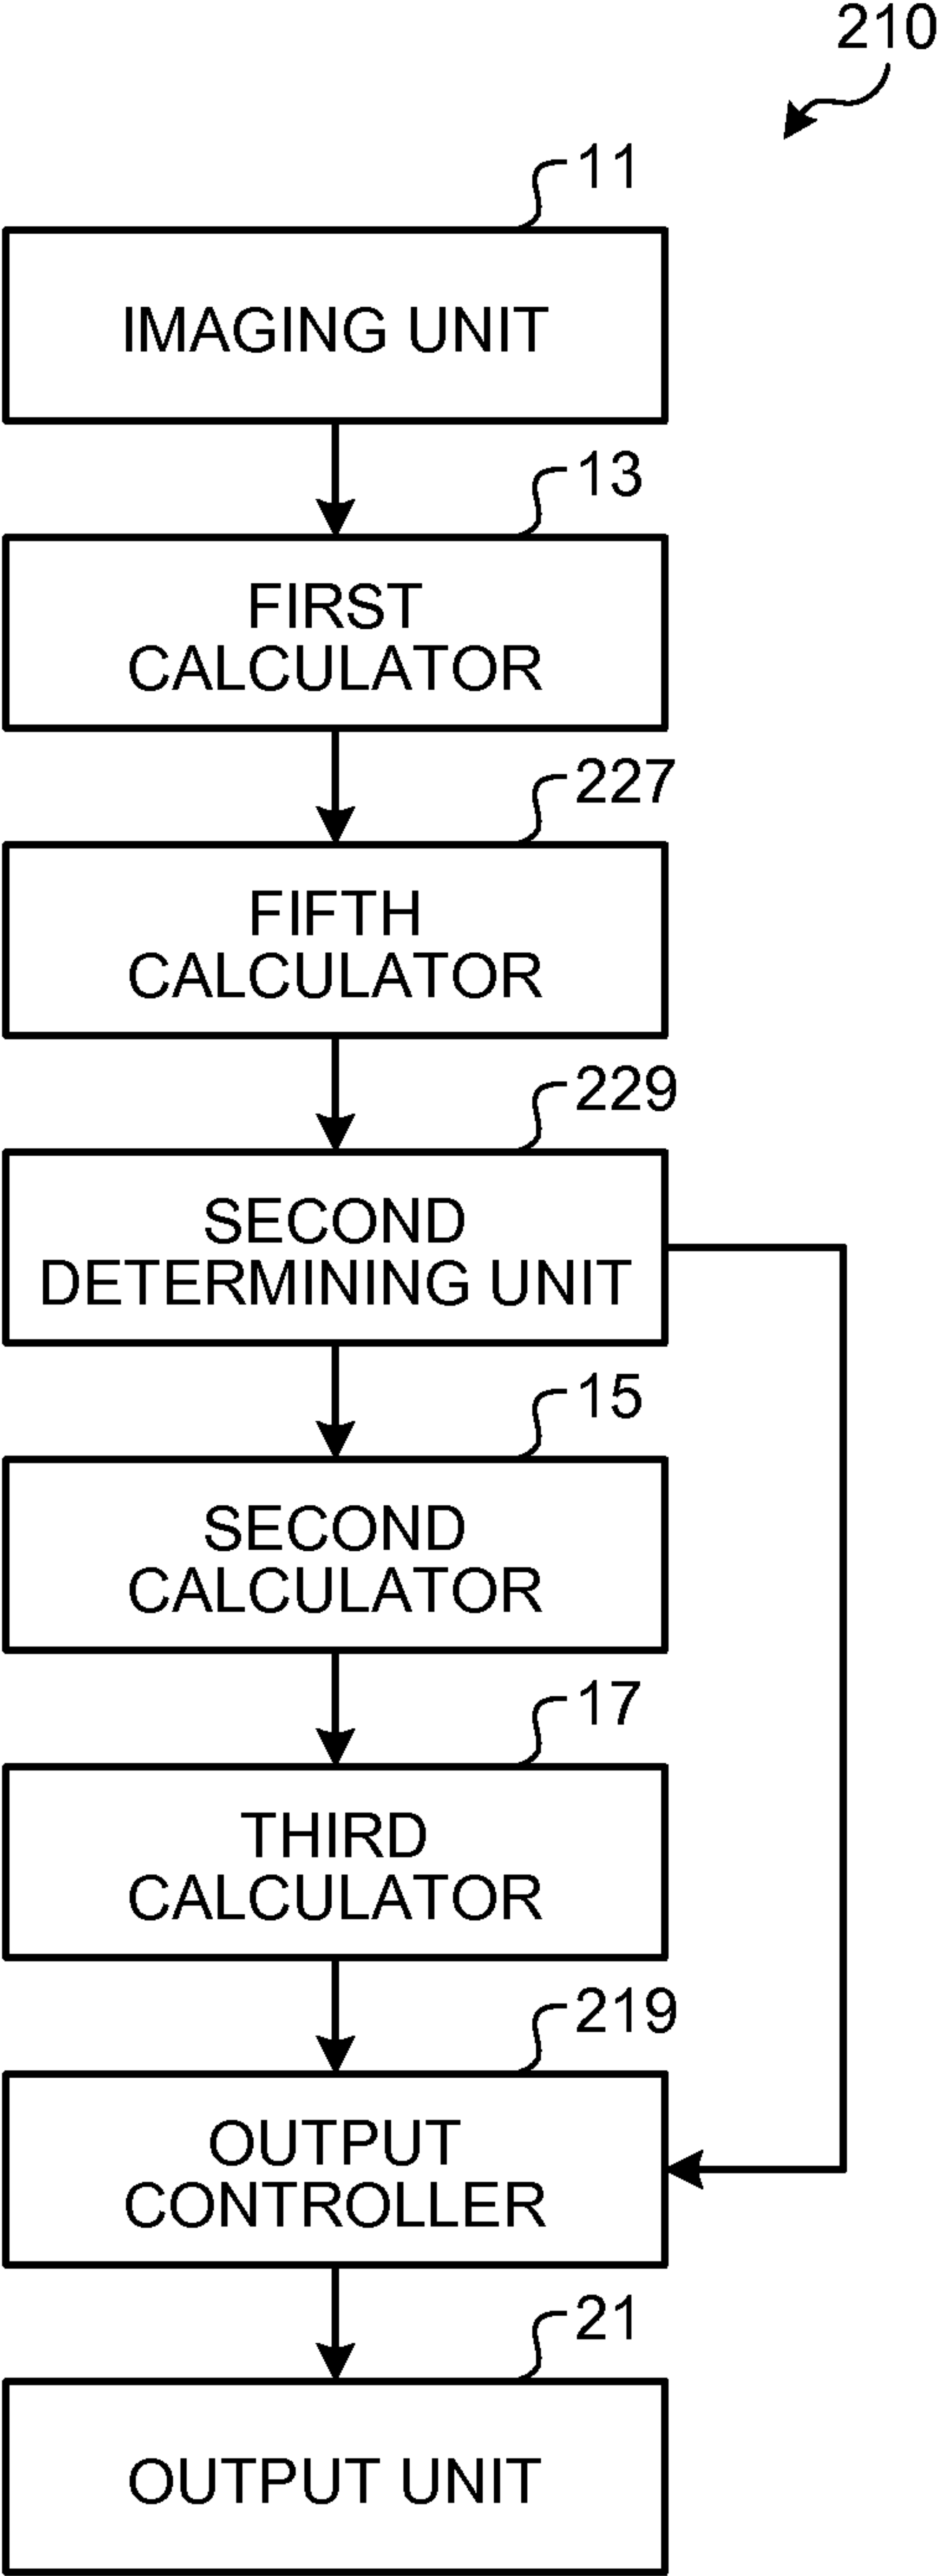 210
11
IMAGING UNIT
13
FIRST
CALCULATOR
227
FIFTH
CALCULATOR
229
SECOND
DETERMINING UNIT
15
SECOND
CALCULATOR
17
THIRD
CALCULATOR
219
OUTPUT
CONTROLLER
21
OUTPUT UNIT